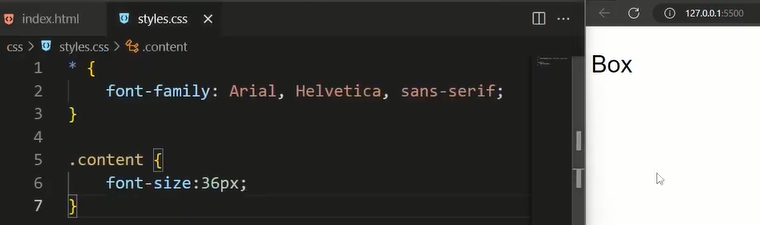 index.html styles.css × ···
css > styles.css > .content
1 * {
2 font-family: Arial, Helvetica, sans-serif;
3 }
4
5 .content {
6 font-size:36px;
7 }
127.0.0.1:5500
Box